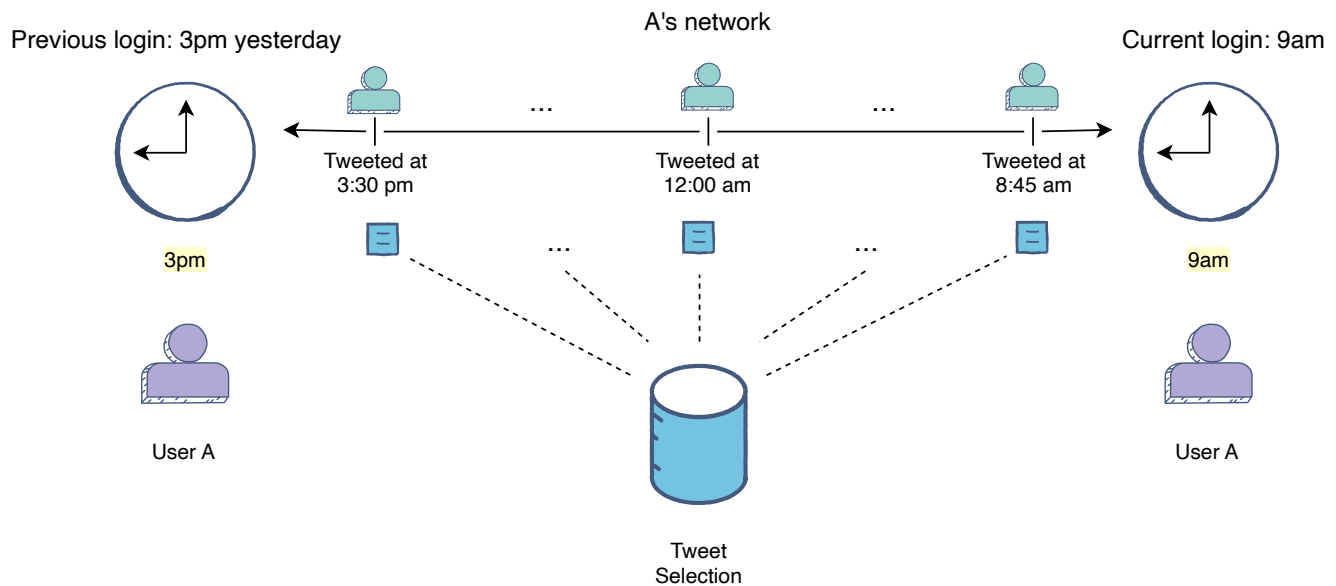 A's network
Previous login: 3pm yesterday
Current login: 9am
...
...
Tweeted at
3:30 pm
Tweeted at
12:00 am
Tweeted at
8:45 am
...
...
3pm
9am
User A
User A
Tweet
Selection